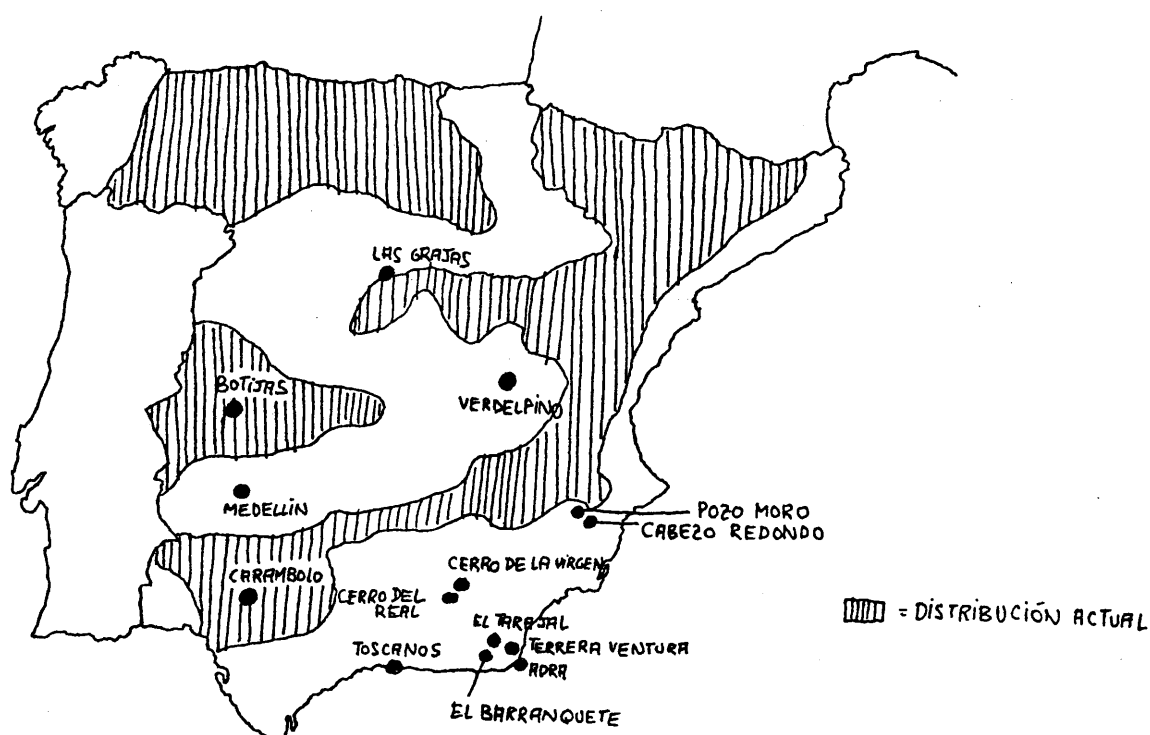 LAS GRAJAS
BOTIJAS
VERDELPINO
MEDELLIN
POZO MORO
CABEZO REDONDO
CERRO DE LA VIRGEN
CARAMBOLO
CERRO DEL
REAL
= DISTRIBUCIÓN ACTUAL
EL TARAJAL
TOSCANOS
TERRERA VENTURA
ADRA
EL BARRANQUETE